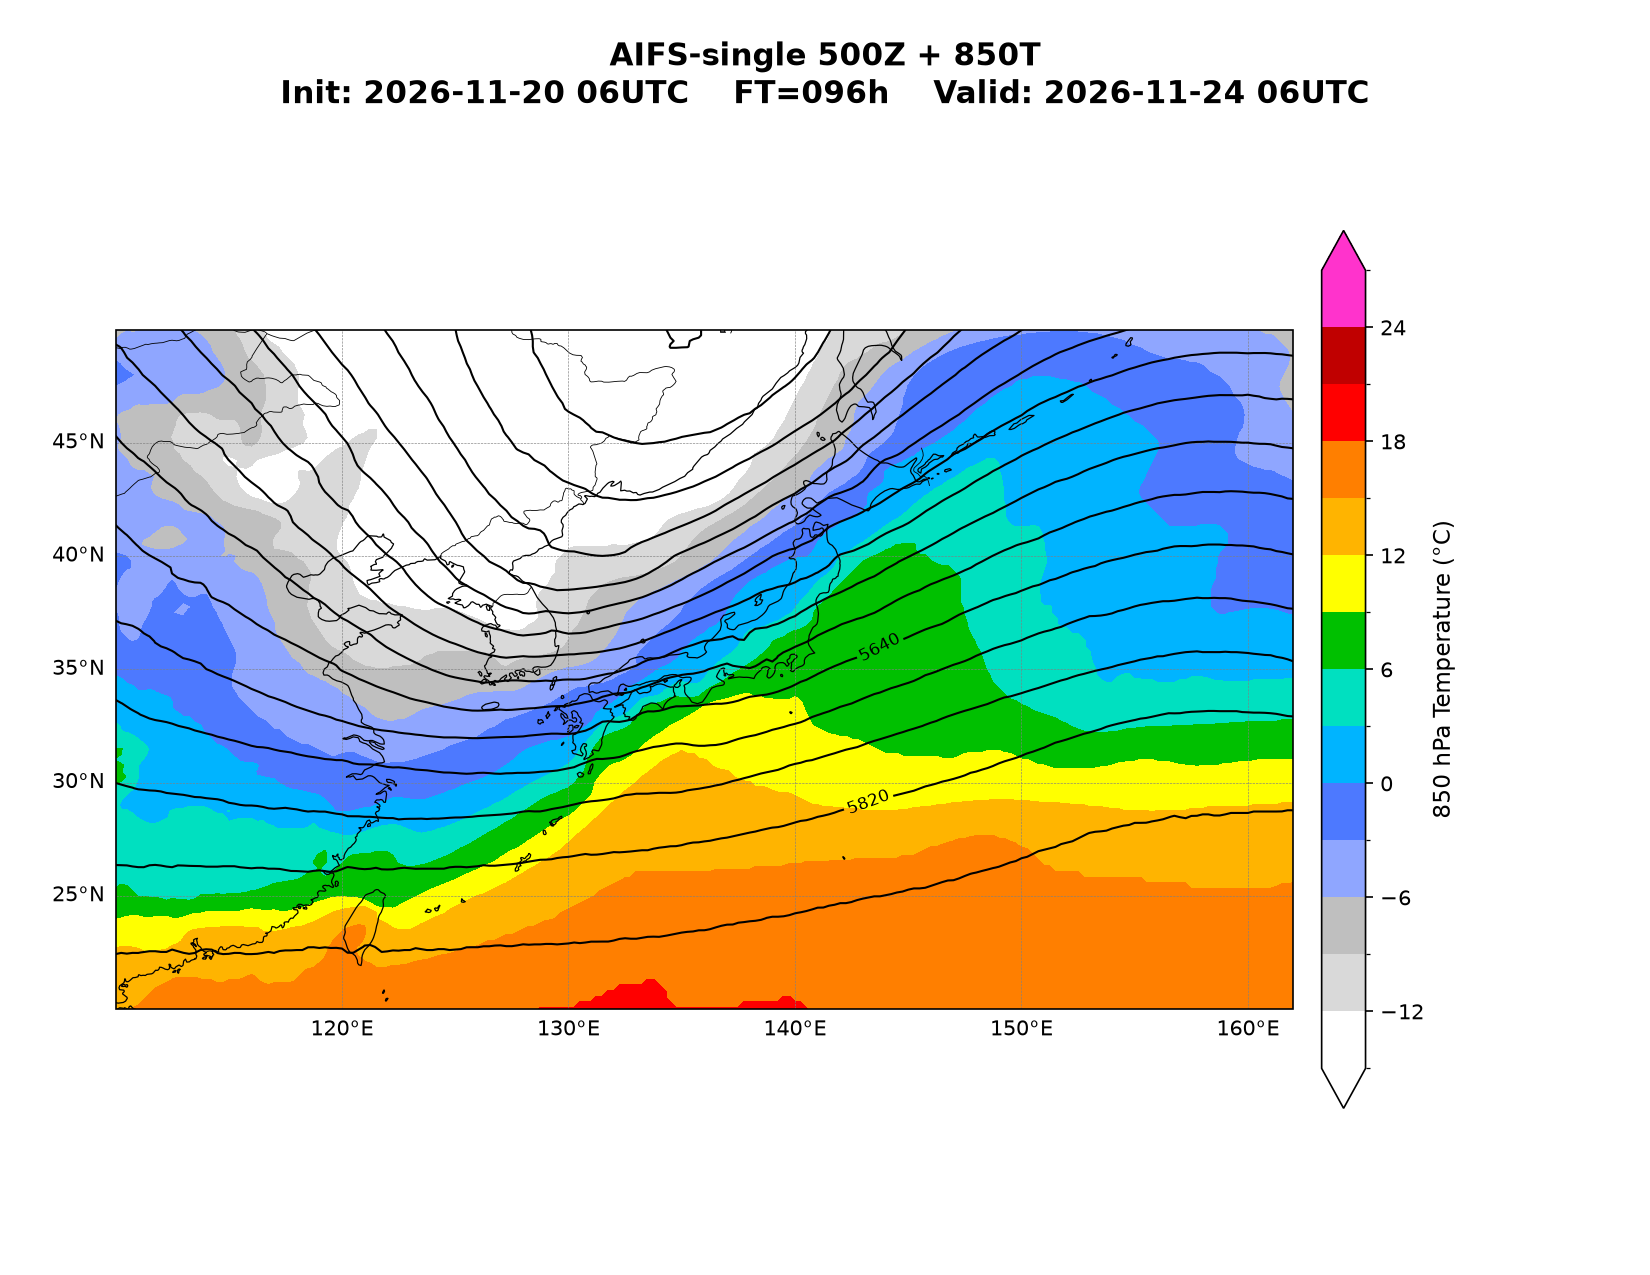 AIFS-single 500Z + 850T
Init: 2026-11-20 06UTC    FT=096h    Valid: 2026-11-24 06UTC
24
18
12
6
0
−6
−12
850 hPa Temperature (°C)
45°N
40°N
35°N
30°N
25°N
5640
5820
120°E
130°E
140°E
150°E
160°E